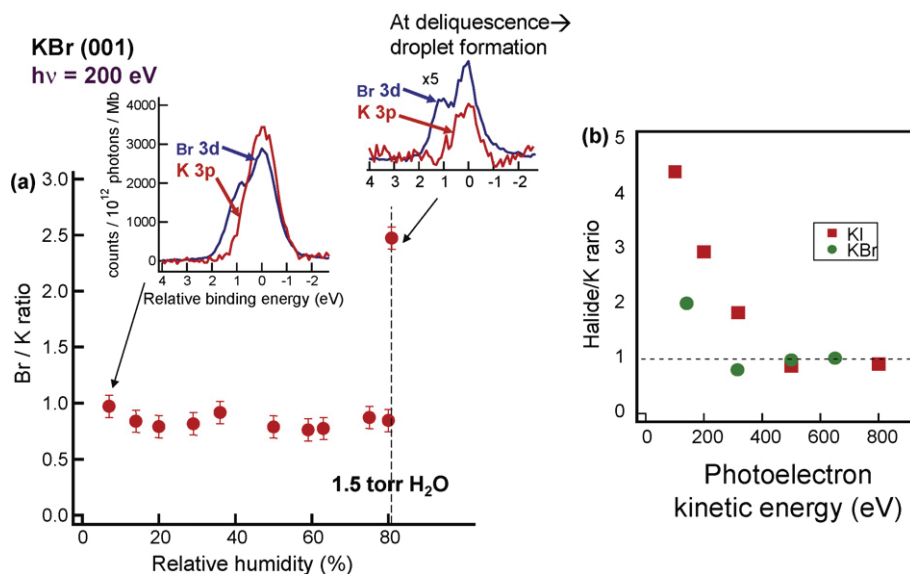 KBr (001)
hν = 200 eV
At deliquescence→
droplet formation
counts / 10¹² photons / Mb
4000
3000
2000
1000
0
Br 3d
K 3p
4 3 2 1 0 -1 -2
Relative binding energy (eV)
x5
Br 3d
K 3p
4 3 2 1 0 -1 -2
(a)
Br / K ratio
3.0
2.5
2.0
1.5
1.0
0.5
0.0
1.5 torr H₂O
0 20 40 60 80
Relative humidity (%)
(b)
Halide/K ratio
5
4
3
2
1
0
KI
KBr
0 200 400 600 800
Photoelectron
kinetic energy (eV)